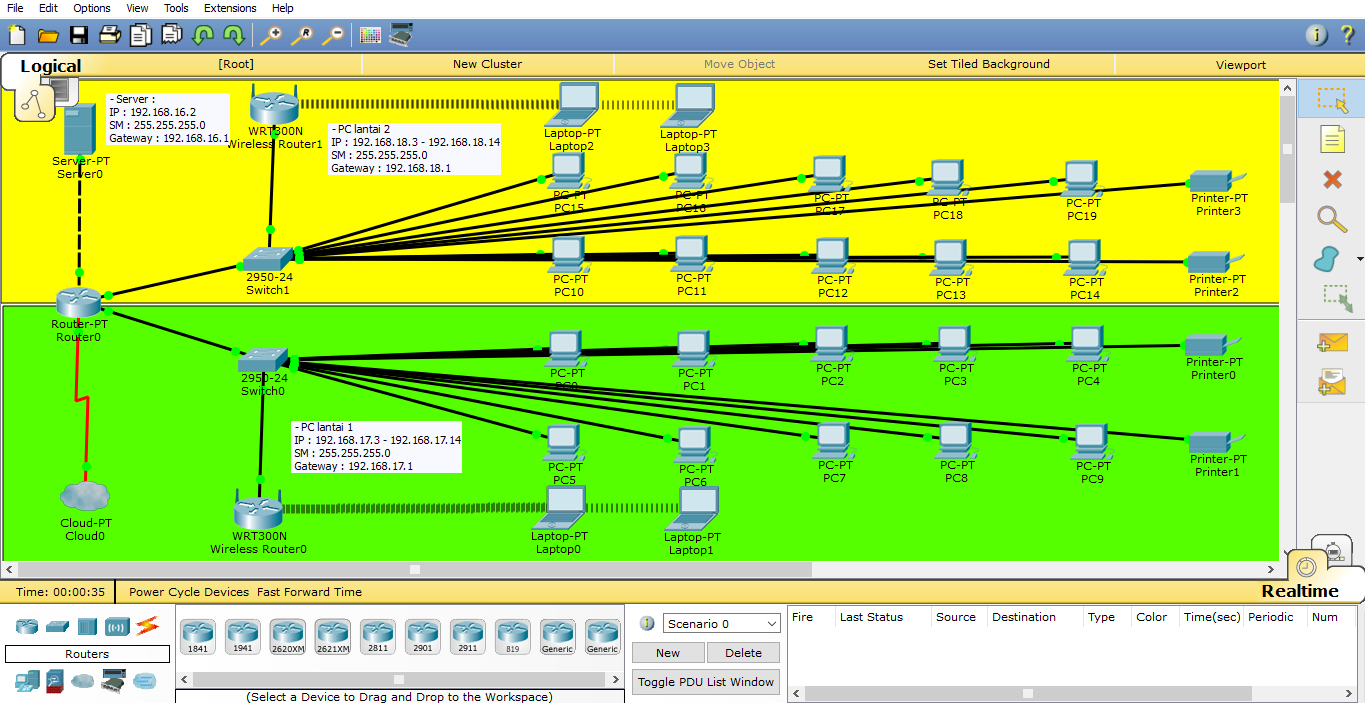 File Edit Options View Tools Extensions Help
Logical
[Root] New Cluster Move Object Set Tiled Background Viewport
- Server :
IP : 192.168.16.2
SM : 255.255.255.0
Gateway : 192.168.16.1
Server-PT
Server0
WRT300N
Wireless Router1
- PC lantai 2
IP : 192.168.18.3 - 192.168.18.14
SM : 255.255.255.0
Gateway : 192.168.18.1
Laptop-PT
Laptop2
Laptop-PT
Laptop3
PC-PT
PC15
PC-PT
PC16
PC-PT
PC17
PC-PT
PC18
PC-PT
PC19
Printer-PT
Printer3
2950-24
Switch1
PC-PT
PC10
PC-PT
PC11
PC-PT
PC12
PC-PT
PC13
PC-PT
PC14
Printer-PT
Printer2
Router-PT
Router0
2950-24
Switch0
PC-PT
PC0
PC-PT
PC1
PC-PT
PC2
PC-PT
PC3
PC-PT
PC4
Printer-PT
Printer0
- PC lantai 1
IP : 192.168.17.3 - 192.168.17.14
SM : 255.255.255.0
Gateway : 192.168.17.1
PC-PT
PC5
PC-PT
PC6
PC-PT
PC7
PC-PT
PC8
PC-PT
PC9
Printer-PT
Printer1
Cloud-PT
Cloud0
WRT300N
Wireless Router0
Laptop-PT
Laptop0
Laptop-PT
Laptop1
Time: 00:00:35 Power Cycle Devices Fast Forward Time
Realtime
Routers
1841 1941 2620XM 2621XM 2811 2901 2911 819 Generic Generic
(Select a Device to Drag and Drop to the Workspace)
Scenario 0
New Delete
Toggle PDU List Window
Fire Last Status Source Destination Type Color Time(sec) Periodic Num